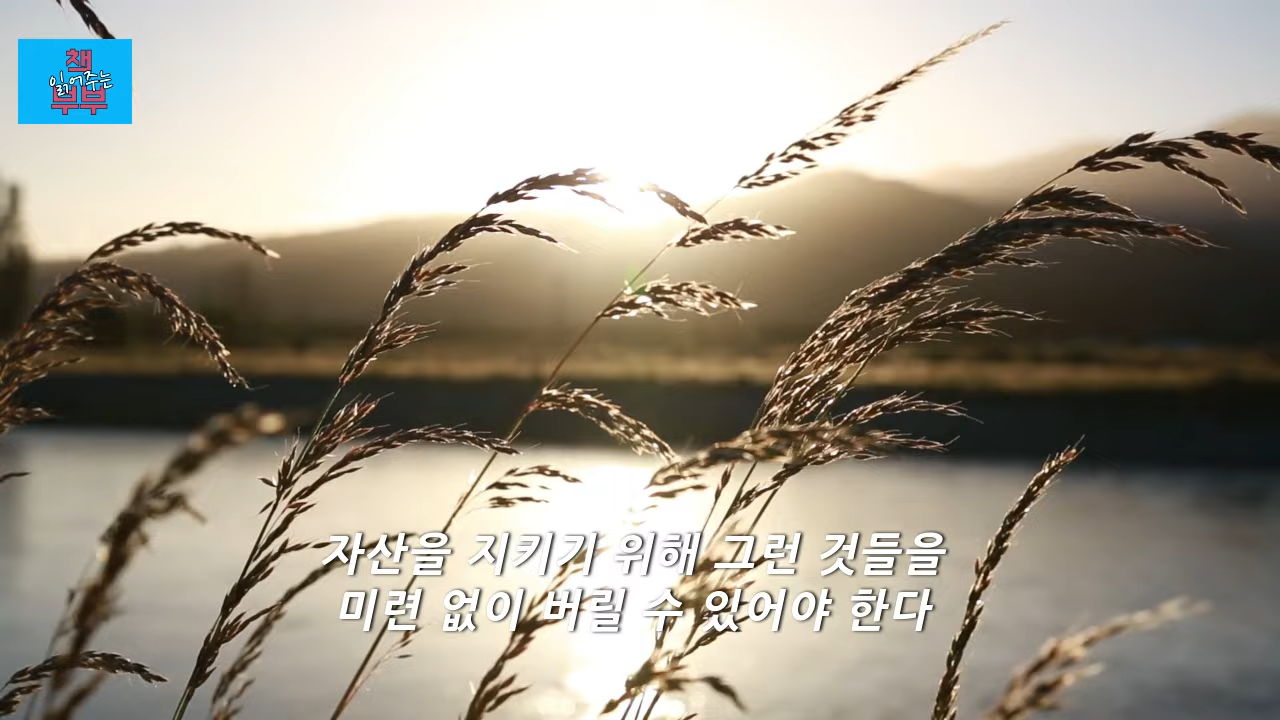 책
읽어주는
부부
자산을 지키기 위해 그런 것들을
미련 없이 버릴 수 있어야 한다